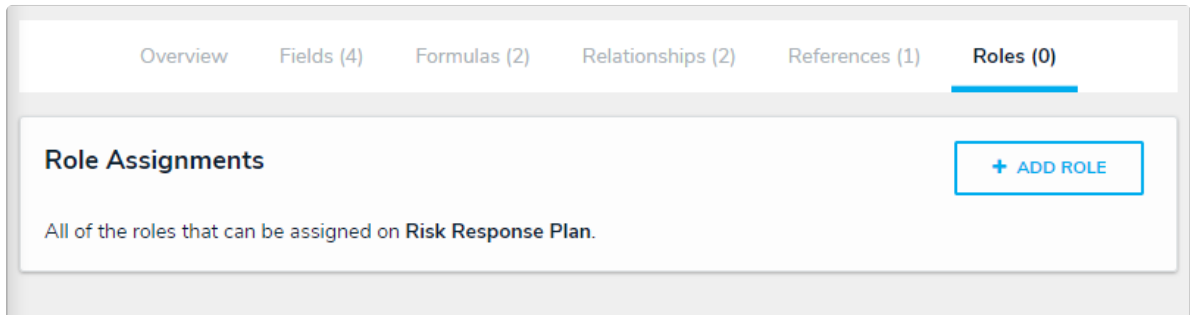 Overview Fields (4) Formulas (2) Relationships (2) References (1) Roles (0)
Role Assignments
+ ADD ROLE
All of the roles that can be assigned on Risk Response Plan.